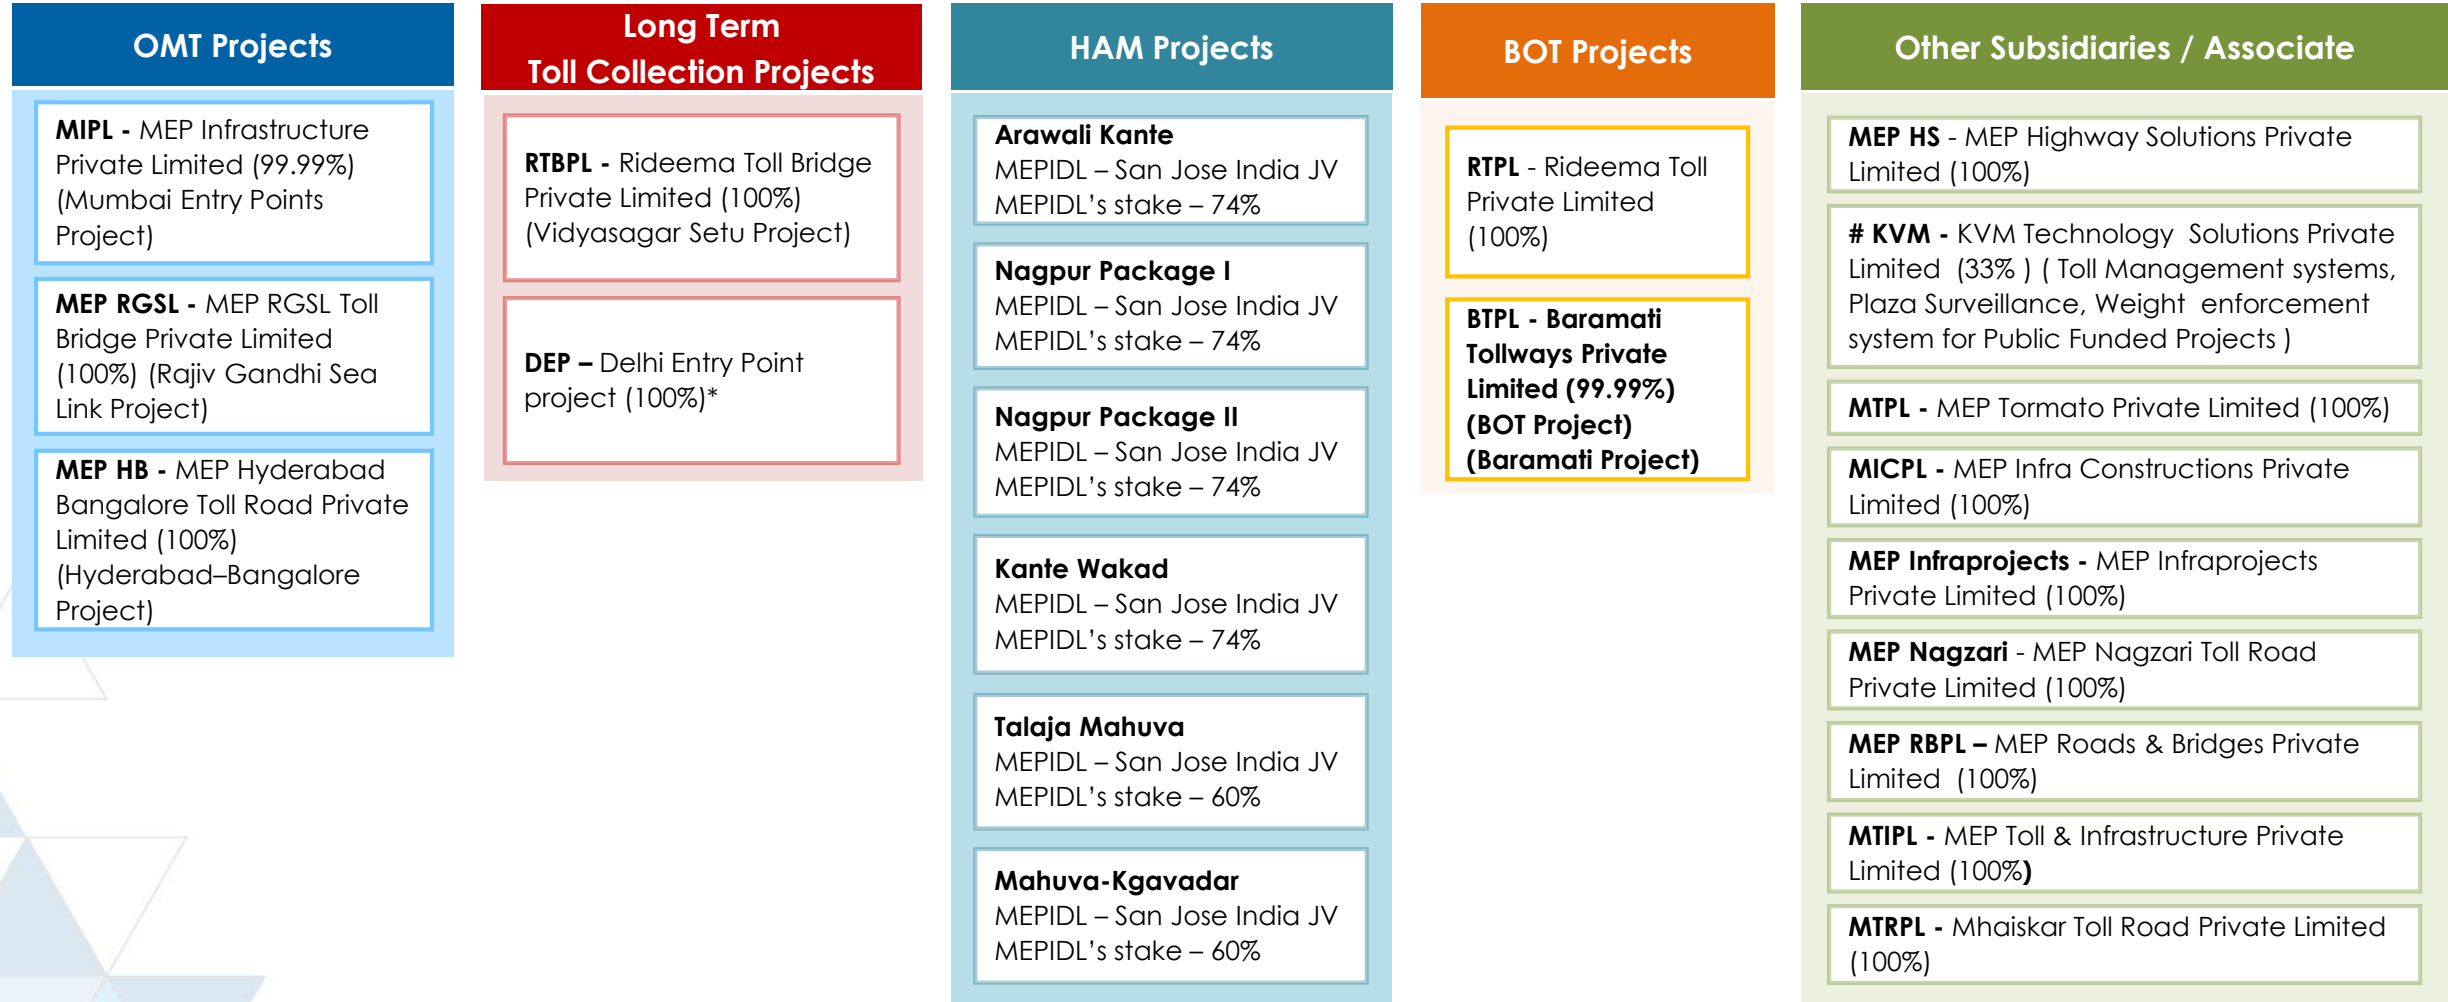 OMT Projects
MIPL - MEP Infrastructure
Private Limited (99.99%)
(Mumbai Entry Points
Project)
MEP RGSL - MEP RGSL Toll
Bridge Private Limited
(100%) (Rajiv Gandhi Sea
Link Project)
MEP HB - MEP Hyderabad
Bangalore Toll Road Private
Limited (100%)
(Hyderabad–Bangalore
Project)
Long Term
Toll Collection Projects
RTBPL - Rideema Toll Bridge
Private Limited (100%)
(Vidyasagar Setu Project)
DEP – Delhi Entry Point
project (100%)*
HAM Projects
Arawali Kante
MEPIDL – San Jose India JV
MEPIDL’s stake – 74%
Nagpur Package I
MEPIDL – San Jose India JV
MEPIDL’s stake – 74%
Nagpur Package II
MEPIDL – San Jose India JV
MEPIDL’s stake – 74%
Kante Wakad
MEPIDL – San Jose India JV
MEPIDL’s stake – 74%
Talaja Mahuva
MEPIDL – San Jose India JV
MEPIDL’s stake – 60%
Mahuva-Kgavadar
MEPIDL – San Jose India JV
MEPIDL’s stake – 60%
BOT Projects
RTPL - Rideema Toll
Private Limited
(100%)
BTPL - Baramati
Tollways Private
Limited (99.99%)
(BOT Project)
(Baramati Project)
Other Subsidiaries / Associate
MEP HS - MEP Highway Solutions Private
Limited (100%)
# KVM - KVM Technology Solutions Private
Limited (33% ) ( Toll Management systems,
Plaza Surveillance, Weight enforcement
system for Public Funded Projects )
MTPL - MEP Tormato Private Limited (100%)
MICPL - MEP Infra Constructions Private
Limited (100%)
MEP Infraprojects - MEP Infraprojects
Private Limited (100%)
MEP Nagzari - MEP Nagzari Toll Road
Private Limited (100%)
MEP RBPL – MEP Roads & Bridges Private
Limited (100%)
MTIPL - MEP Toll & Infrastructure Private
Limited (100%)
MTRPL - Mhaiskar Toll Road Private Limited
(100%)